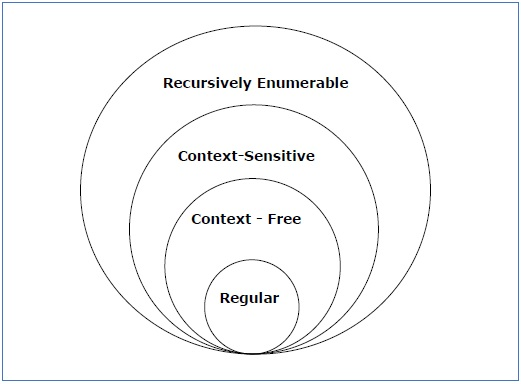 Recursively Enumerable
Context-Sensitive
Context - Free
Regular